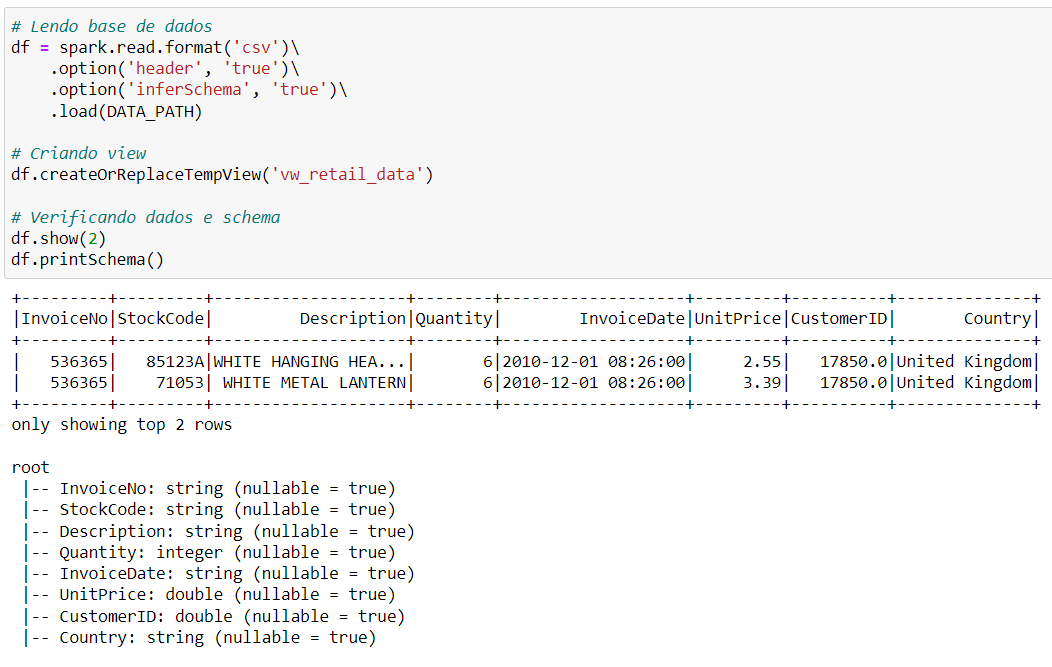 # Lendo base de dados
df = spark.read.format('csv')\
    .option('header', 'true')\
    .option('inferSchema', 'true')\
    .load(DATA_PATH)

# Criando view
df.createOrReplaceTempView('vw_retail_data')

# Verificando dados e schema
df.show(2)
df.printSchema()

+---------+---------+--------------------+--------+-------------------+---------+----------+--------------+
|InvoiceNo|StockCode|         Description|Quantity|        InvoiceDate|UnitPrice|CustomerID|       Country|
+---------+---------+--------------------+--------+-------------------+---------+----------+--------------+
|   536365|   85123A|WHITE HANGING HEA...|       6|2010-12-01 08:26:00|     2.55|   17850.0|United Kingdom|
|   536365|    71053| WHITE METAL LANTERN|       6|2010-12-01 08:26:00|     3.39|   17850.0|United Kingdom|
+---------+---------+--------------------+--------+-------------------+---------+----------+--------------+
only showing top 2 rows

root
 |-- InvoiceNo: string (nullable = true)
 |-- StockCode: string (nullable = true)
 |-- Description: string (nullable = true)
 |-- Quantity: integer (nullable = true)
 |-- InvoiceDate: string (nullable = true)
 |-- UnitPrice: double (nullable = true)
 |-- CustomerID: double (nullable = true)
 |-- Country: string (nullable = true)